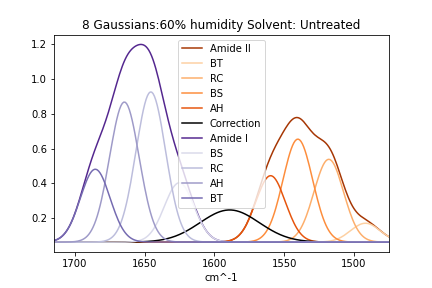 8 Gaussians:60% humidity Solvent: Untreated
1.2
1.0
0.8
0.6
0.4
0.2
Amide II
BT
RC
BS
AH
Correction
Amide I
BS
RC
AH
BT
1700 1650 1600 1550 1500
cm^-1